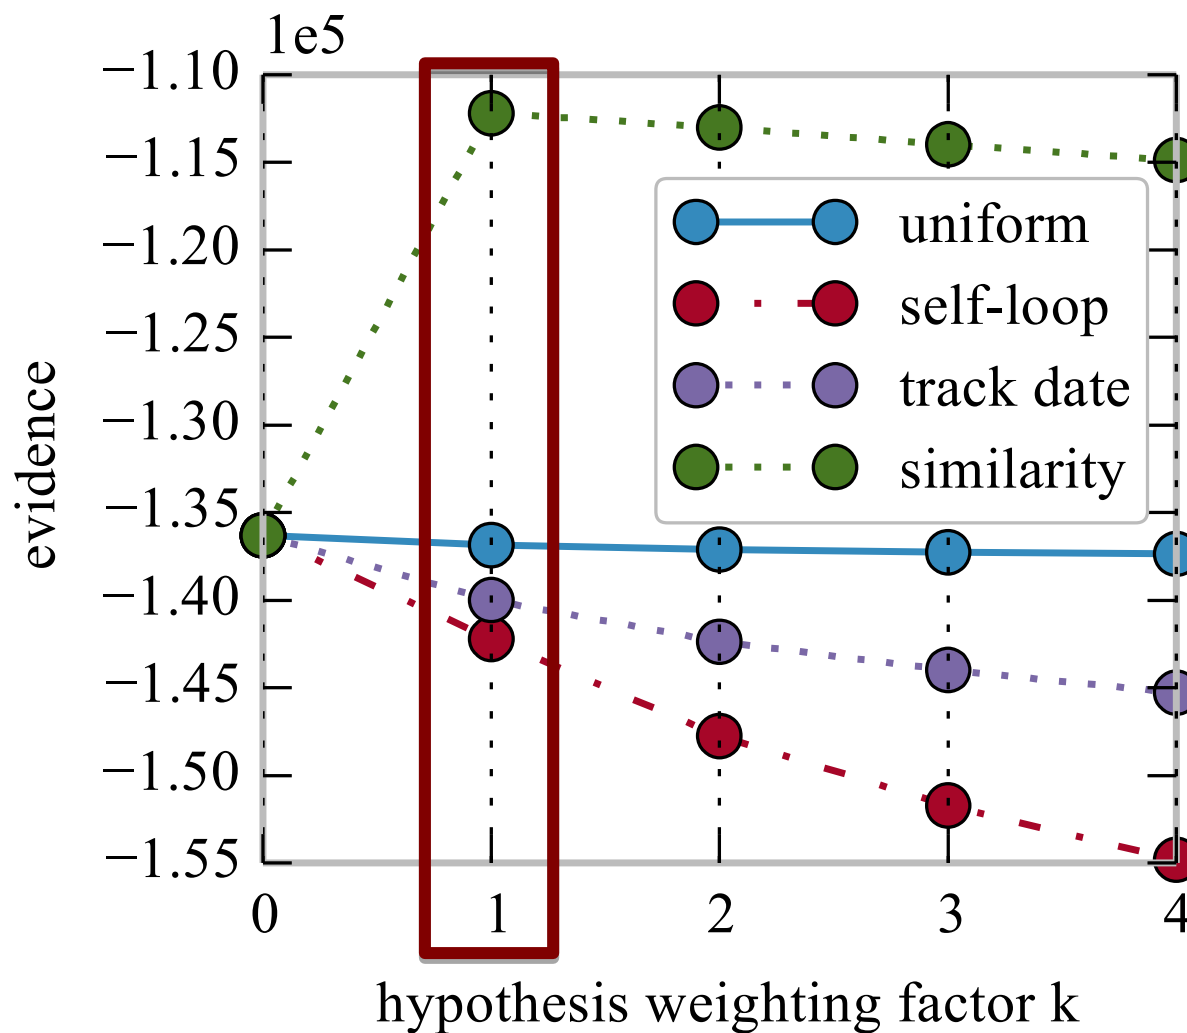 1e5
−1.10
−1.15
−1.20
−1.25
−1.30
−1.35
−1.40
−1.45
−1.50
−1.55
evidence
uniform
self-loop
track date
similarity
0 1 2 3 4
hypothesis weighting factor k